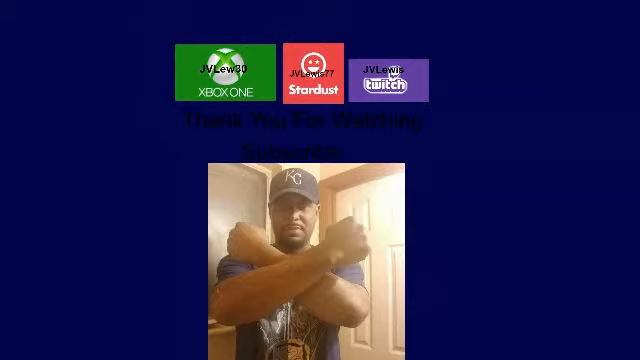 JVLew30
XBOX ONE
JVLewis77
Stardust
JVLewis
twitch
Thank You For Watching
Subscribe
KC